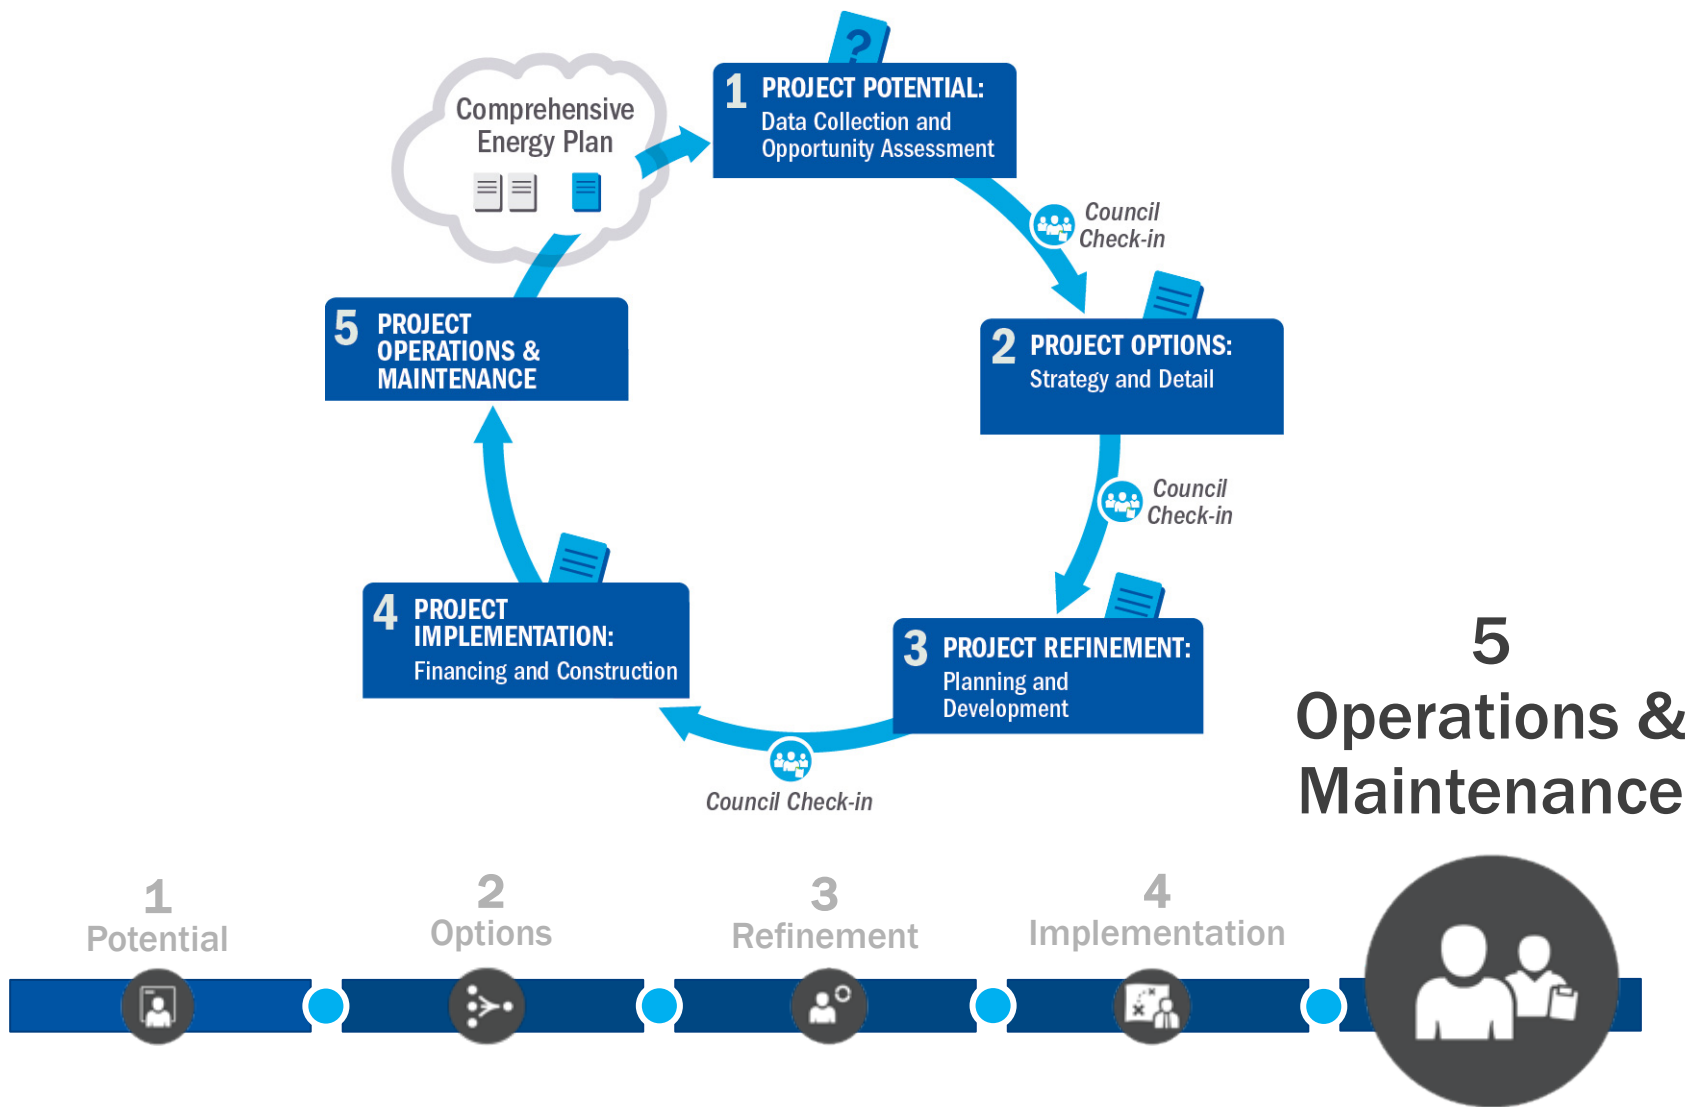 ?
Comprehensive
Energy Plan
1 PROJECT POTENTIAL:
Data Collection and
Opportunity Assessment
Council
Check-in
2 PROJECT OPTIONS:
Strategy and Detail
Council
Check-in
3 PROJECT REFINEMENT:
Planning and
Development
Council Check-in
4 PROJECT
IMPLEMENTATION:
Financing and Construction
5 PROJECT
OPERATIONS &
MAINTENANCE
1
Potential
2
Options
3
Refinement
4
Implementation
5
Operations &
Maintenance